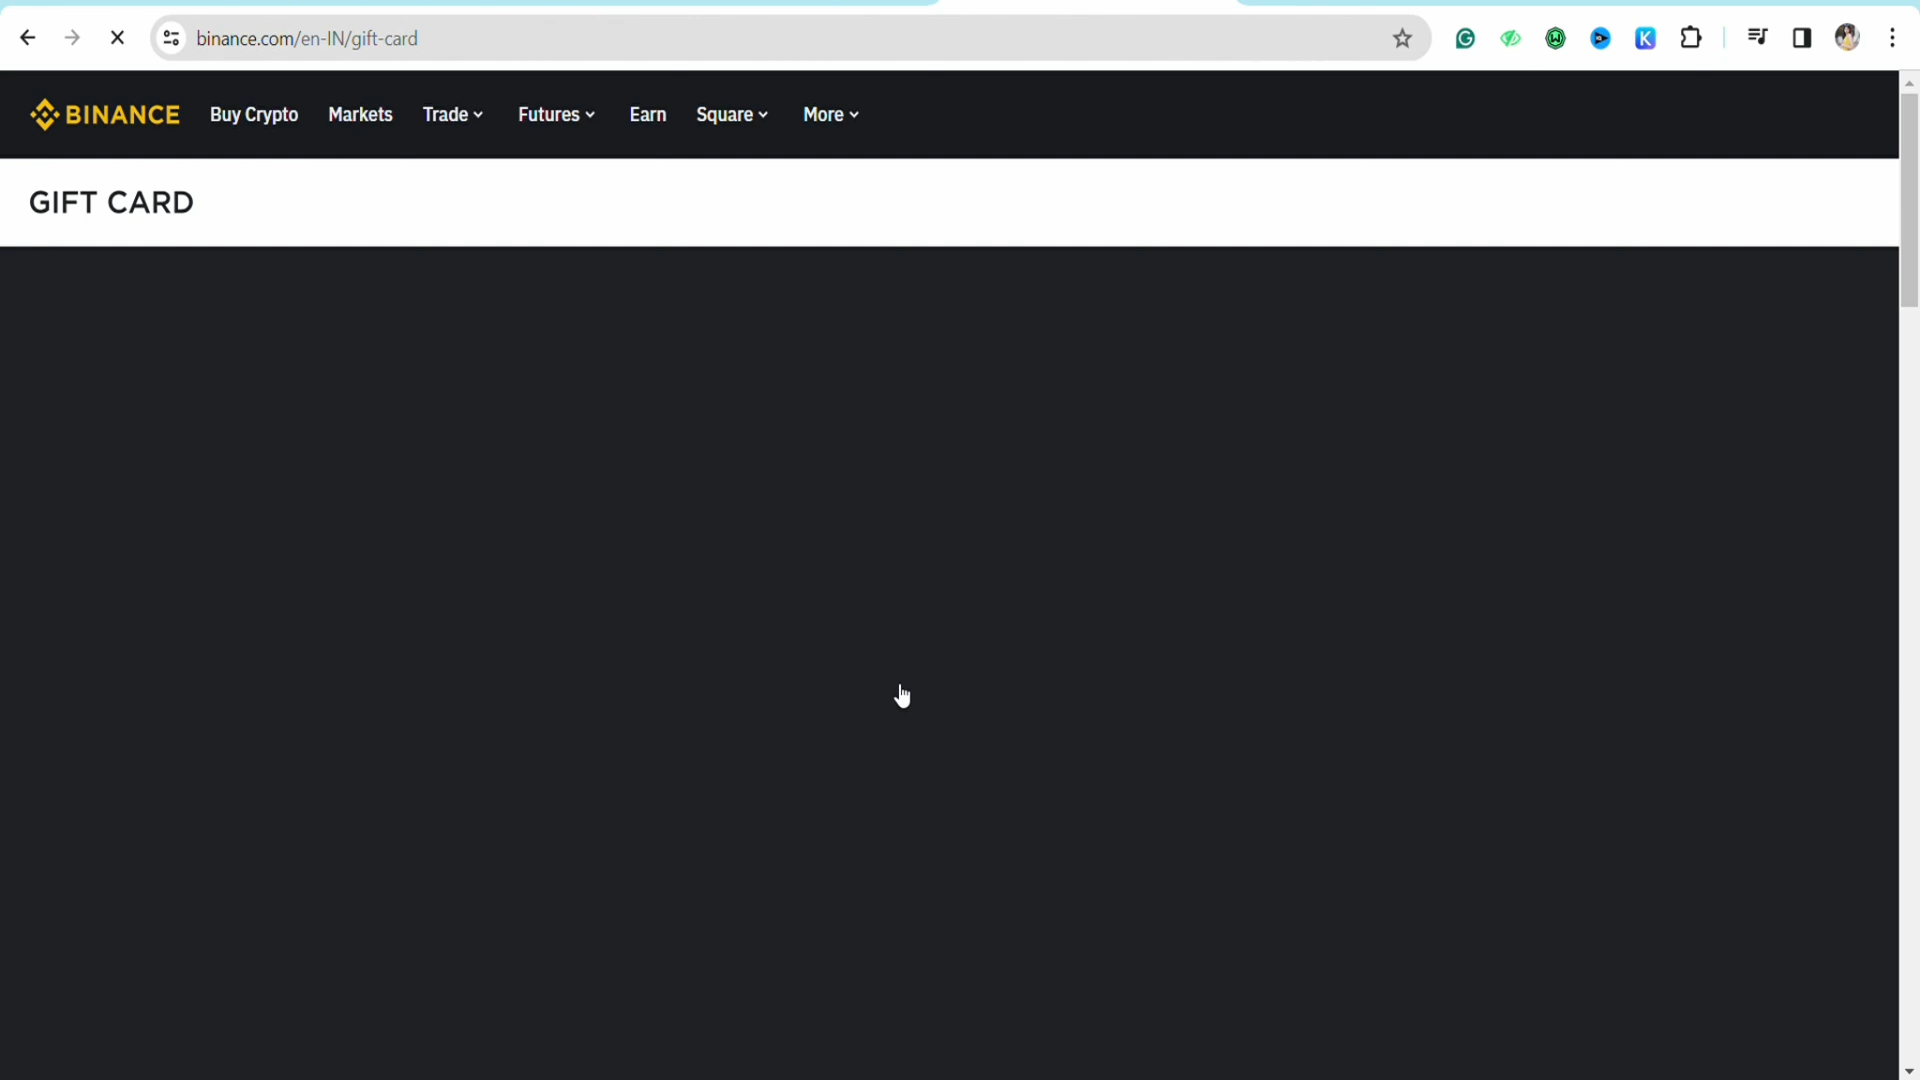 binance.com/en-IN/gift-card
BINANCE Buy Crypto Markets Trade Futures Earn Square More
GIFT CARD